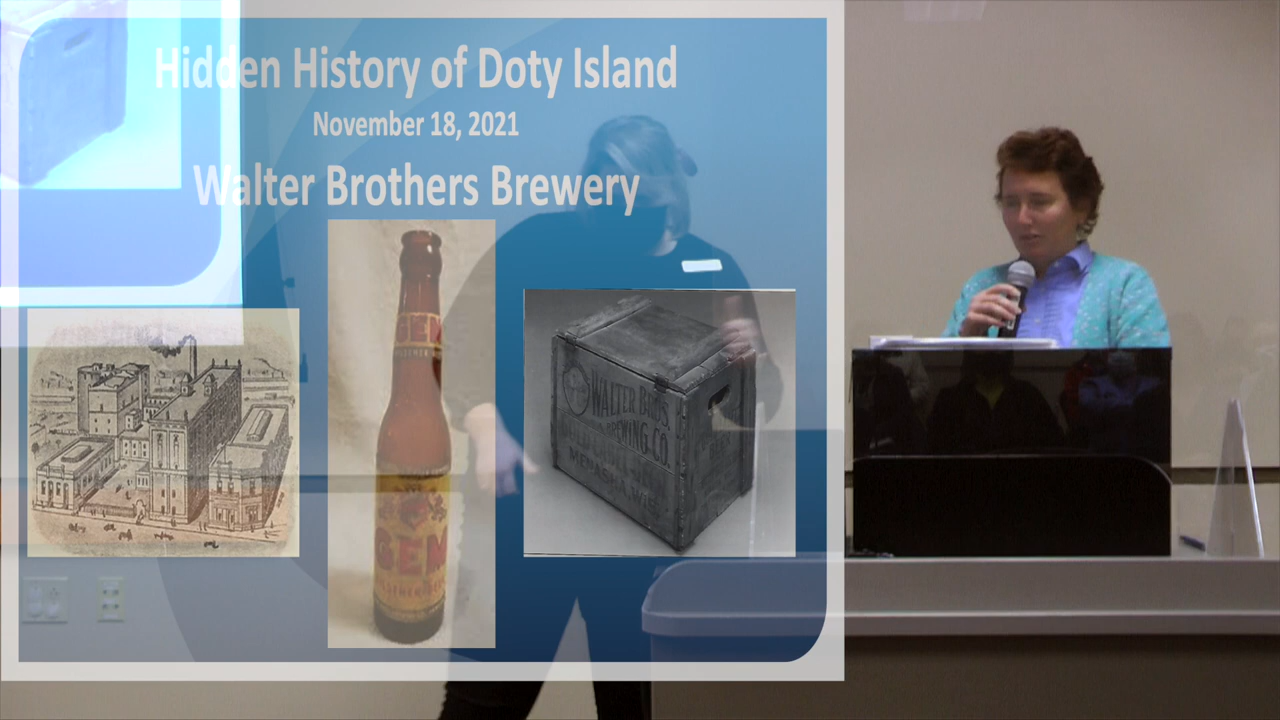 Hidden History of Doty Island
November 18, 2021
Walter Brothers Brewery
GEM
GEM
WALTER BROS.
BREWING CO.
MENASHA, WIS.